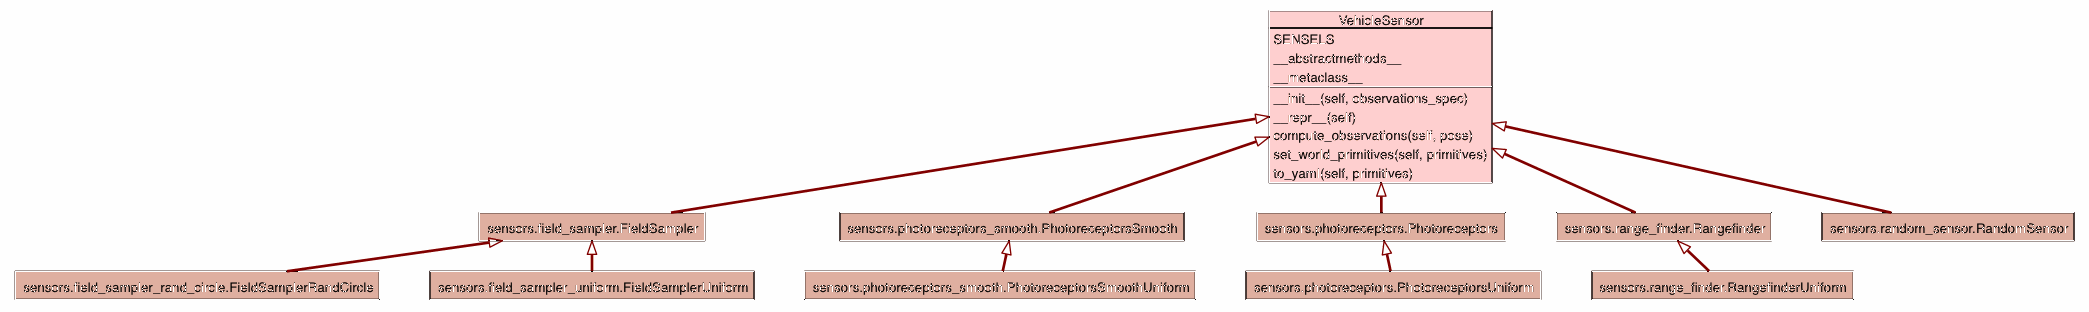 VehicleSensor
SENSELS
__abstractmethods__
__metaclass__
__init__(self, observations_spec)
__repr__(self)
compute_observations(self, pose)
set_world_primitives(self, primitives)
to_yaml(self, primitives)
sensors.field_sampler.FieldSampler
sensors.photoreceptors_smooth.PhotoreceptorsSmooth
sensors.photoreceptors.Photoreceptors
sensors.range_finder.Rangefinder
sensors.random_sensor.RandomSensor
sensors.field_sampler_rand_circle.FieldSamplerRandCircle
sensors.field_sampler_uniform.FieldSamplerUniform
sensors.photoreceptors_smooth.PhotoreceptorsSmoothUniform
sensors.photoreceptors.PhotoreceptorsUniform
sensors.range_finder.RangefinderUniform